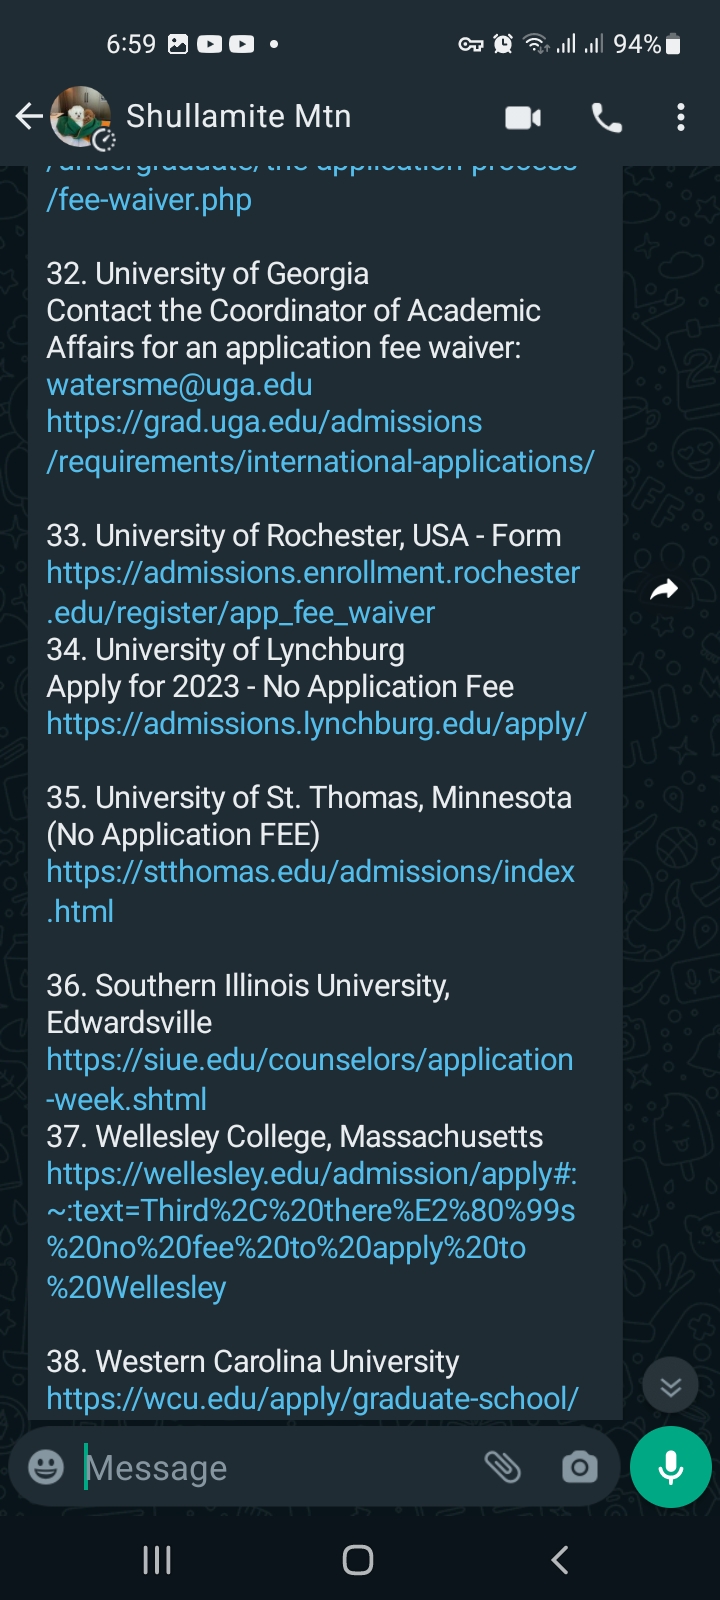 6:59
94%
Shullamite Mtn
/undergraduate/the-application-process
/fee-waiver.php
32. University of Georgia
Contact the Coordinator of Academic
Affairs for an application fee waiver:
watersme@uga.edu
https://grad.uga.edu/admissions
/requirements/international-applications/
33. University of Rochester, USA - Form
https://admissions.enrollment.rochester
.edu/register/app_fee_waiver
34. University of Lynchburg
Apply for 2023 - No Application Fee
https://admissions.lynchburg.edu/apply/
35. University of St. Thomas, Minnesota
(No Application FEE)
https://stthomas.edu/admissions/index
.html
36. Southern Illinois University,
Edwardsville
https://siue.edu/counselors/application
-week.shtml
37. Wellesley College, Massachusetts
https://wellesley.edu/admission/apply#:
~:text=Third%2C%20there%E2%80%99s
%20no%20fee%20to%20apply%20to
%20Wellesley
38. Western Carolina University
https://wcu.edu/apply/graduate-school/
Message